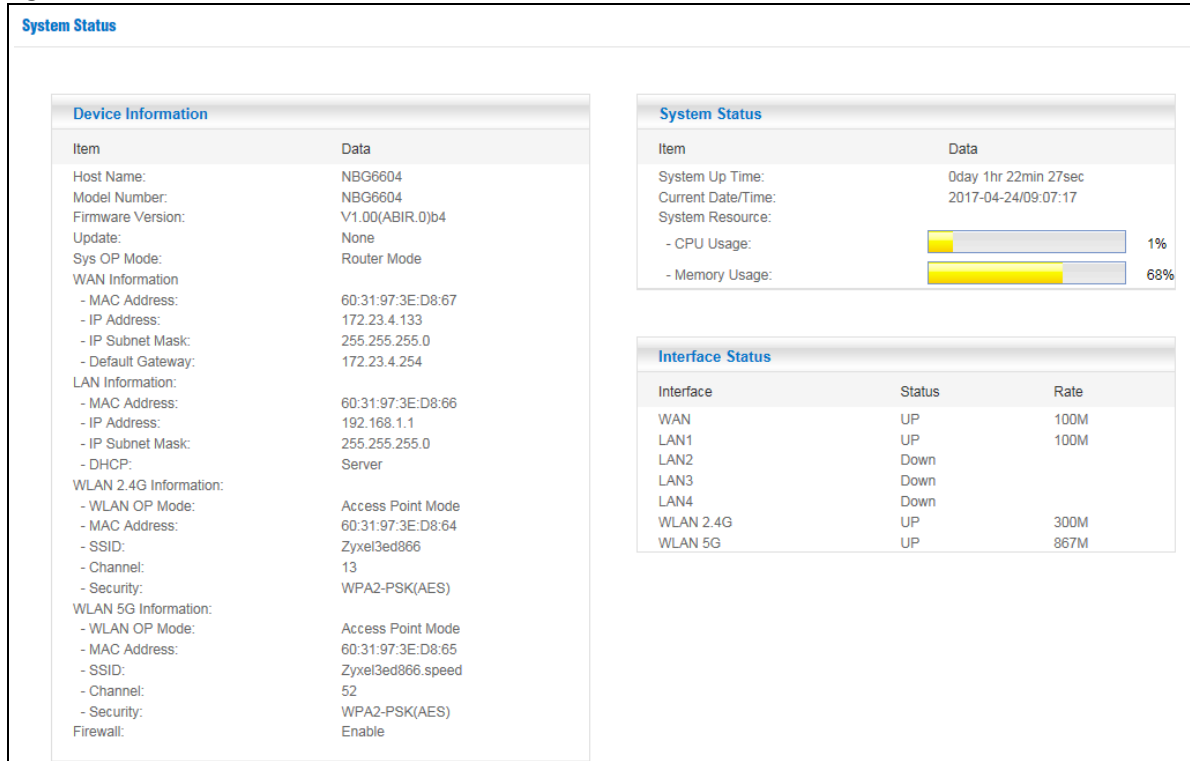 System Status
Device Information
Item Data
Host Name: NBG6604
Model Number: NBG6604
Firmware Version: V1.00(ABIR.0)b4
Update: None
Sys OP Mode: Router Mode
WAN Information
- MAC Address: 60:31:97:3E:D8:67
- IP Address: 172.23.4.133
- IP Subnet Mask: 255.255.255.0
- Default Gateway: 172.23.4.254
LAN Information:
- MAC Address: 60:31:97:3E:D8:66
- IP Address: 192.168.1.1
- IP Subnet Mask: 255.255.255.0
- DHCP: Server
WLAN 2.4G Information:
- WLAN OP Mode: Access Point Mode
- MAC Address: 60:31:97:3E:D8:64
- SSID: Zyxel3ed866
- Channel: 13
- Security: WPA2-PSK(AES)
WLAN 5G Information:
- WLAN OP Mode: Access Point Mode
- MAC Address: 60:31:97:3E:D8:65
- SSID: Zyxel3ed866.speed
- Channel: 52
- Security: WPA2-PSK(AES)
Firewall: Enable
System Status
Item Data
System Up Time: 0day 1hr 22min 27sec
Current Date/Time: 2017-04-24/09:07:17
System Resource:
- CPU Usage: 1%
- Memory Usage: 68%
Interface Status
Interface Status Rate
WAN UP 100M
LAN1 UP 100M
LAN2 Down
LAN3 Down
LAN4 Down
WLAN 2.4G UP 300M
WLAN 5G UP 867M